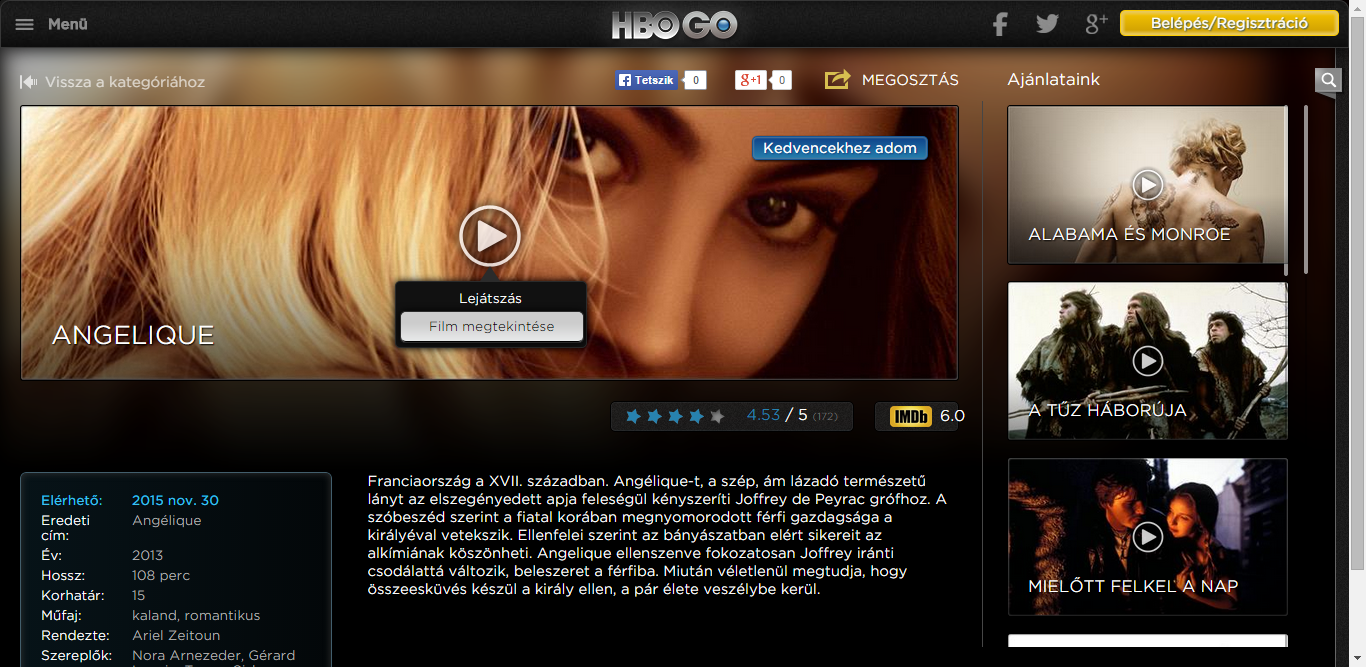 Menü
HBO GO
Belépés/Regisztráció
Vissza a kategóriához
Tetszik 0
g+1 0
MEGOSZTÁS
Ajánlataink
Kedvencekhez adom
ANGELIQUE
Lejátszás
Film megtekintése
ALABAMA ÉS MONROE
A TŰZ HÁBORÚJA
MIELŐTT FELKEL A NAP
4.53 / 5 (172)
IMDb 6.0
Elérhető: 2015 nov. 30
Eredeti cím: Angélique
Év: 2013
Hossz: 108 perc
Korhatár: 15
Műfaj: kaland, romantikus
Rendezte: Ariel Zeitoun
Szereplők: Nora Arnezeder, Gérard
Franciaország a XVII. században. Angélique-t, a szép, ám lázadó természetű
lányt az elszegényedett apja feleségül kényszeríti Joffrey de Peyrac grófhoz. A
szóbeszéd szerint a fiatal korában megnyomorodott férfi gazdagsága a
királyéval vetekszik. Ellenfelei szerint az bányászatban elért sikereit az
alkímiának köszönheti. Angelique ellenszenve fokozatosan Joffrey iránti
csodálattá változik, beleszeret a férfiba. Miután véletlenül megtudja, hogy
összeesküvés készül a király ellen, a pár élete veszélybe kerül.